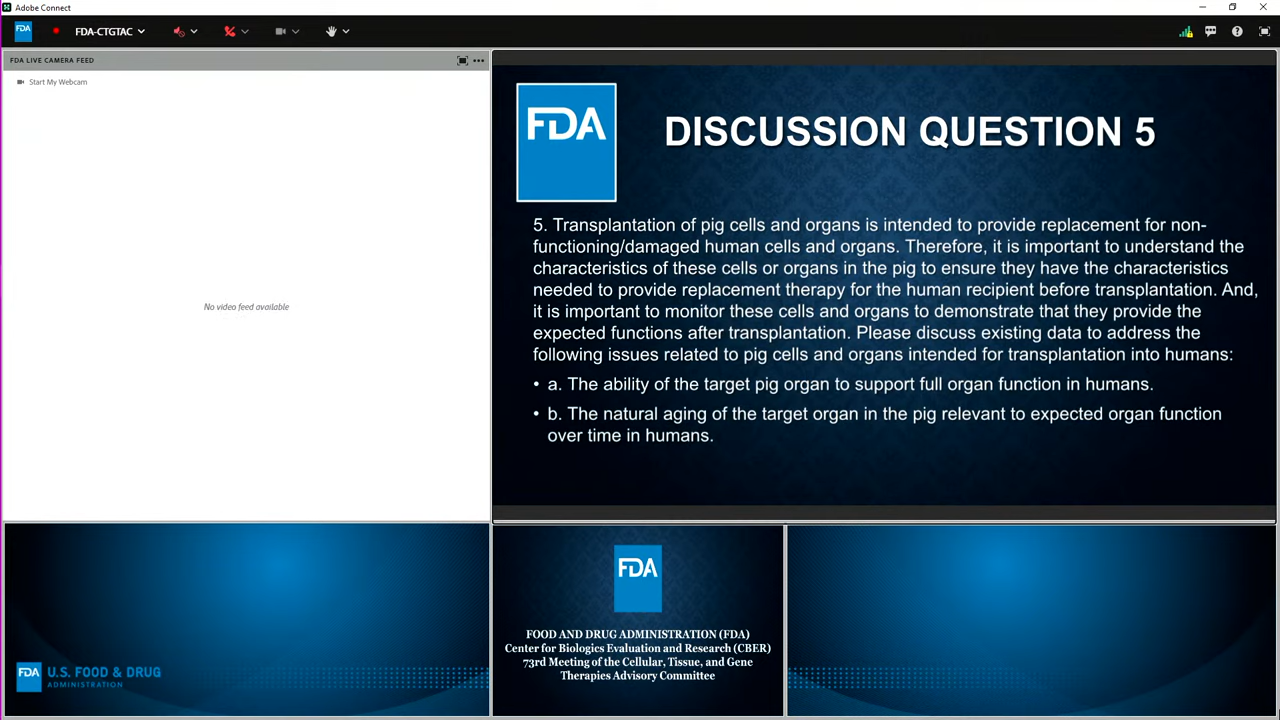 Adobe Connect
FDA
FDA-CTGTAC
FDA LIVE CAMERA FEED
Start My Webcam
No video feed available
FDA
DISCUSSION QUESTION 5
5. Transplantation of pig cells and organs is intended to provide replacement for non-
functioning/damaged human cells and organs. Therefore, it is important to understand the
characteristics of these cells or organs in the pig to ensure they have the characteristics
needed to provide replacement therapy for the human recipient before transplantation. And,
it is important to monitor these cells and organs to demonstrate that they provide the
expected functions after transplantation. Please discuss existing data to address the
following issues related to pig cells and organs intended for transplantation into humans:
• a. The ability of the target pig organ to support full organ function in humans.
• b. The natural aging of the target organ in the pig relevant to expected organ function
over time in humans.
FDA U.S. FOOD & DRUG
ADMINISTRATION
FDA
FOOD AND DRUG ADMINISTRATION (FDA)
Center for Biologics Evaluation and Research (CBER)
73rd Meeting of the Cellular, Tissue, and Gene
Therapies Advisory Committee